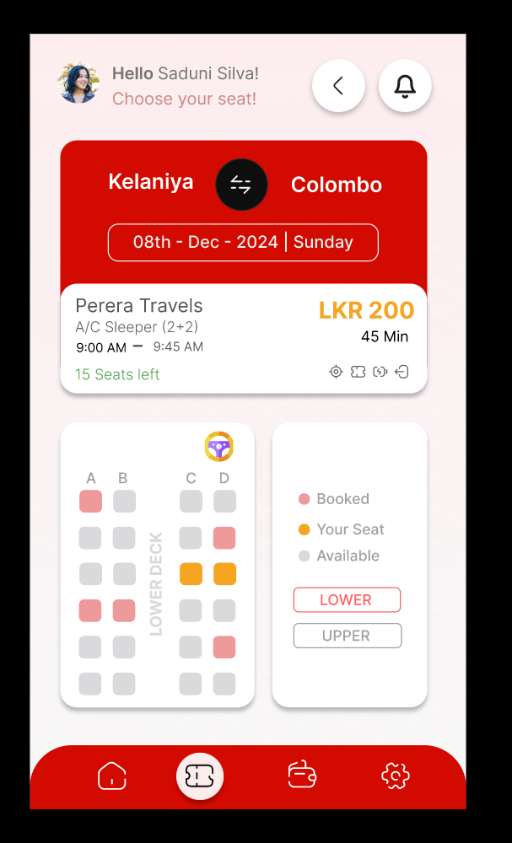 Hello Saduni Silva!
Choose your seat!
Kelaniya
Colombo
08th - Dec - 2024 | Sunday
Perera Travels
LKR 200
A/C Sleeper (2+2)
45 Min
9:00 AM — 9:45 AM
15 Seats left
A B C D
LOWER DECK
Booked
Your Seat
Available
LOWER
UPPER